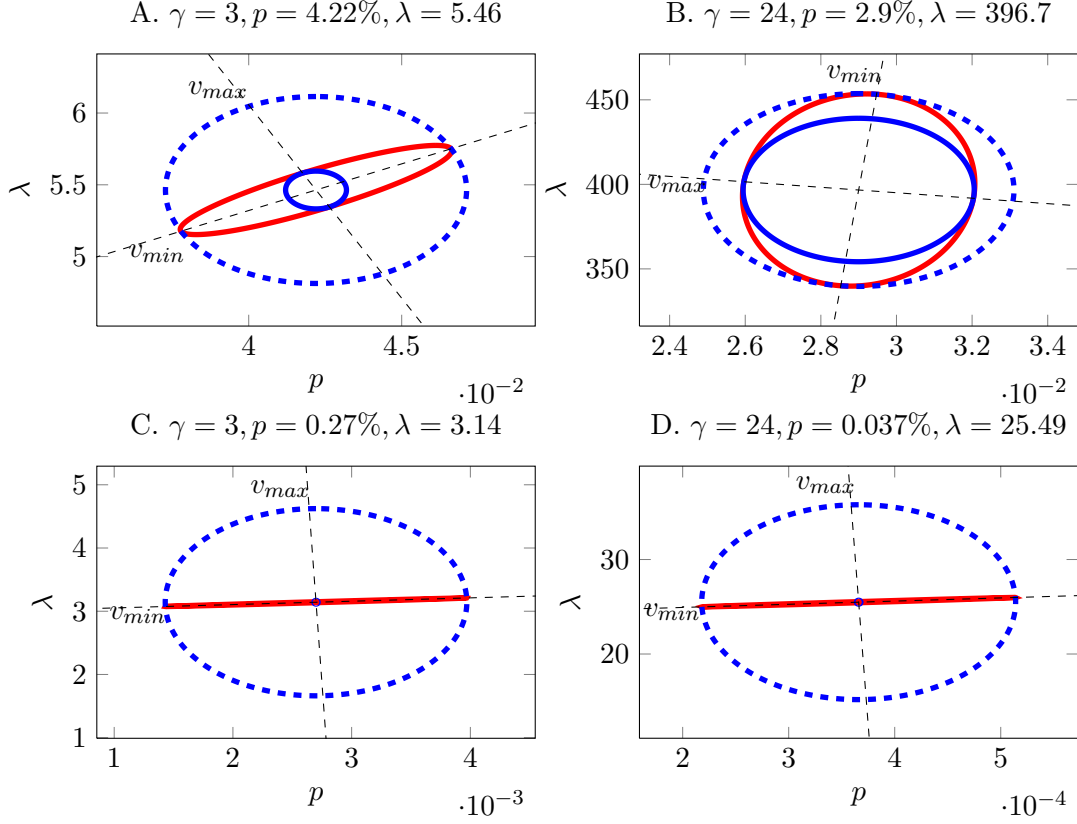 A. γ = 3, p = 4.22%, λ = 5.46
v_max
v_min
6
5.5
5
λ
4
4.5
p
·10⁻²
B. γ = 24, p = 2.9%, λ = 396.7
v_min
v_max
450
400
350
λ
2.4
2.6
2.8
3
3.2
3.4
p
·10⁻²
C. γ = 3, p = 0.27%, λ = 3.14
v_max
v_min
5
4
3
2
1
λ
1
2
3
4
p
·10⁻³
D. γ = 24, p = 0.037%, λ = 25.49
v_max
v_min
30
20
λ
2
3
4
5
p
·10⁻⁴